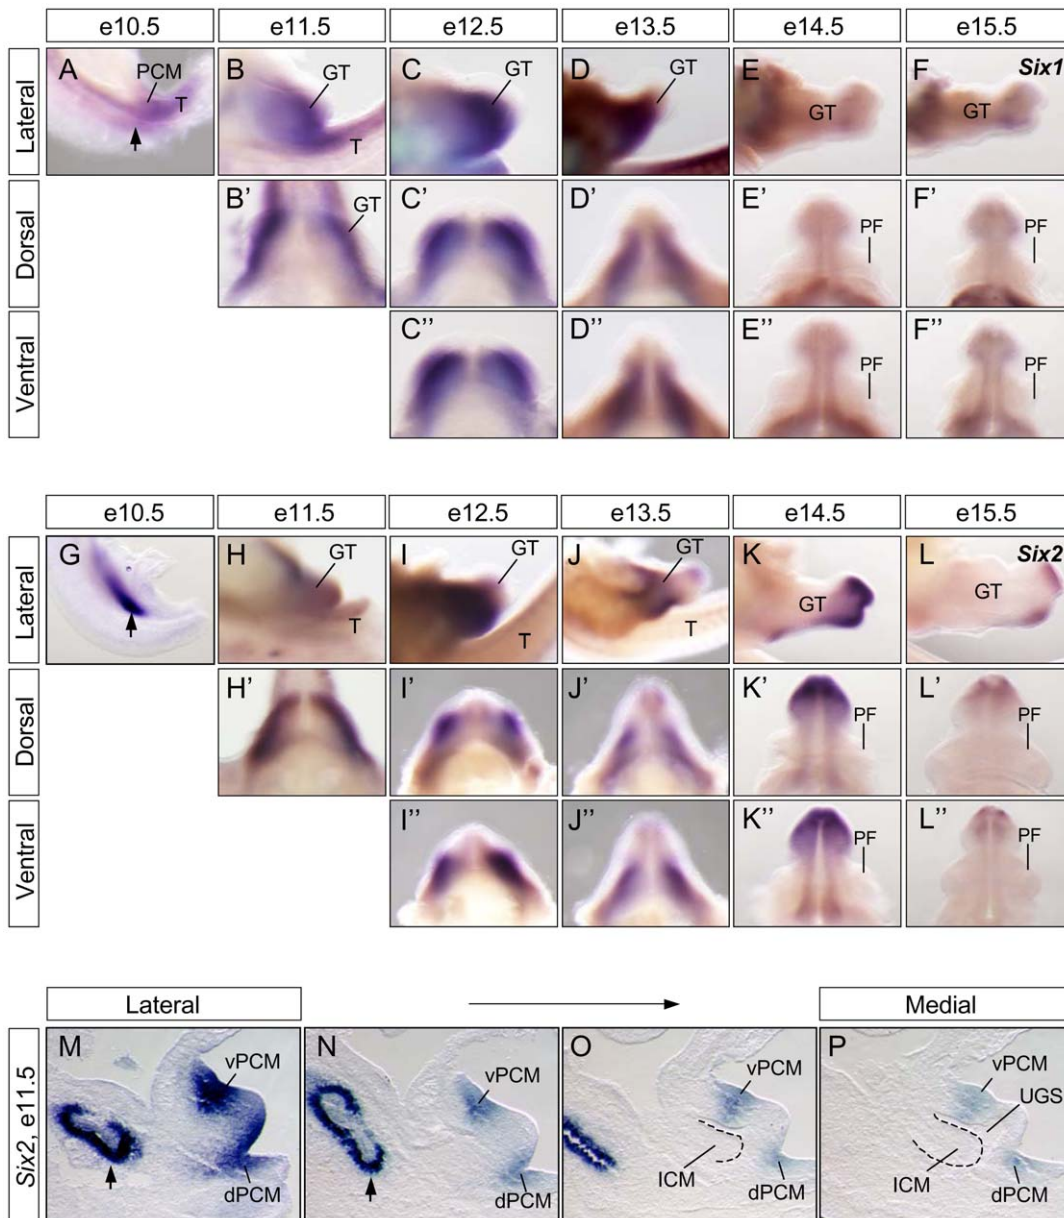 e10.5 e11.5 e12.5 e13.5 e14.5 e15.5
Lateral
A PCM T B GT T C GT D GT E GT F Six1 GT
Dorsal
B' GT C' D' E' PF F' PF
Ventral
C'' D'' E'' PF F'' PF
e10.5 e11.5 e12.5 e13.5 e14.5 e15.5
Lateral
G H GT T I GT T J GT T K GT L Six2 GT
Dorsal
H' I' J' K' PF L' PF
Ventral
I'' J'' K'' PF L'' PF
Lateral Medial
Six2, e11.5
M vPCM dPCM N vPCM dPCM O vPCM ICM dPCM P vPCM UGS ICM dPCM